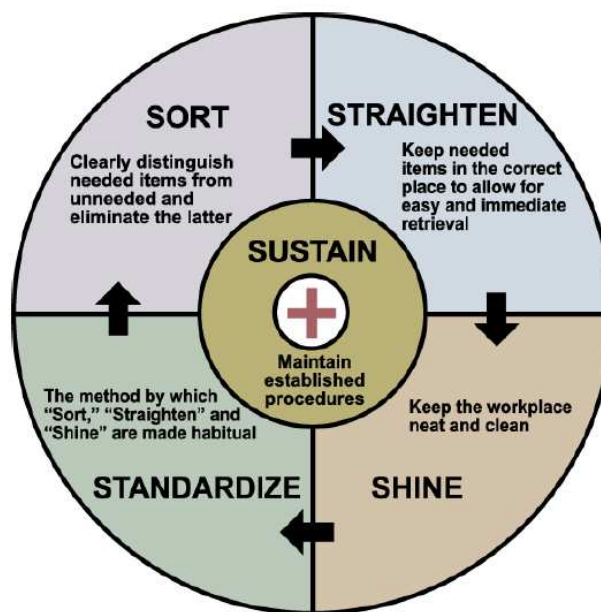 SORT
Clearly distinguish
needed items from
unneeded and
eliminate the latter
STRAIGHTEN
Keep needed
items in the correct
place to allow for
easy and immediate
retrieval
SUSTAIN
Maintain
established
procedures
Keep the workplace
neat and clean
SHINE
The method by which
“Sort,” “Straighten” and
“Shine” are made habitual
STANDARDIZE